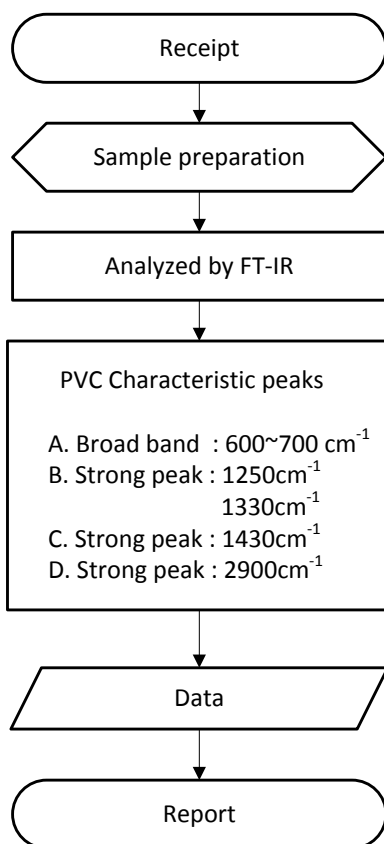 Receipt
Sample preparation
Analyzed by FT-IR
PVC Characteristic peaks
A. Broad band : 600~700 cm⁻¹
B. Strong peak : 1250cm⁻¹
1330cm⁻¹
C. Strong peak : 1430cm⁻¹
D. Strong peak : 2900cm⁻¹
Data
Report